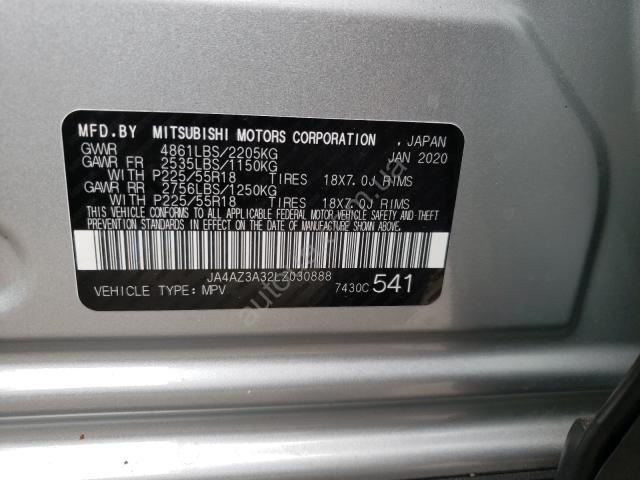 MFD.BY MITSUBISHI MOTORS CORPORATION , JAPAN
GVWR 4861LBS/2205KG JAN 2020
GAWR FR 2535LBS/1150KG
WITH P225/55R18 TIRES 18X7.0J RIMS
GAWR RR 2756LBS/1250KG
WITH P225/55R18 TIRES 18X7.0J RIMS
THIS VEHICLE CONFORMS TO ALL APPLICABLE FEDERAL MOTOR VEHICLE SAFETY AND THEFT
PREVENTION STANDARDS IN EFFECT ON THE DATE OF MANUFACTURE SHOWN ABOVE.
JA4AZ3A32LZ030888
VEHICLE TYPE: MPV 7430C 541